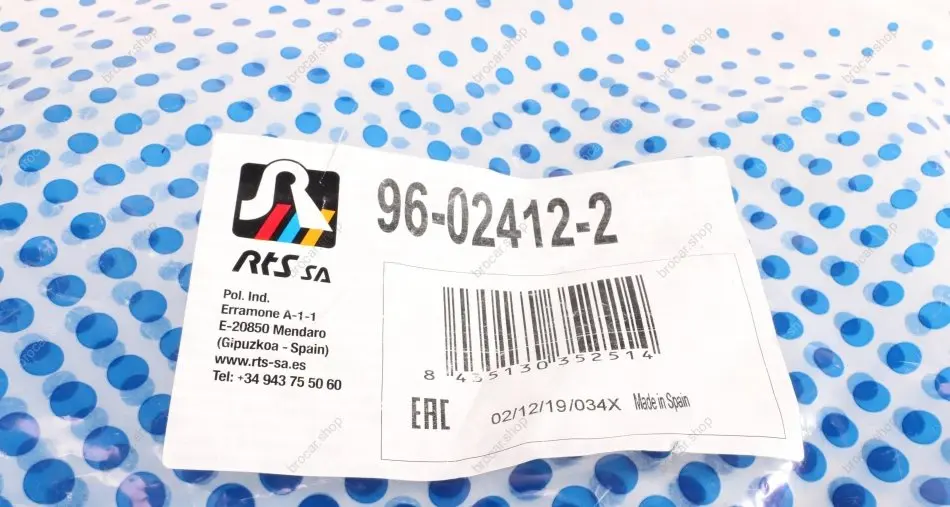 96-02412-2
RTS SA
Pol. Ind.
Erramone A-1-1
E-20850 Mendaro
(Gipuzkoa - Spain)
www.rts-sa.es
Tel: +34 943 75 50 60
8 435130 352514
EAC
02/12/19/034X Made in Spain
brocar.shop